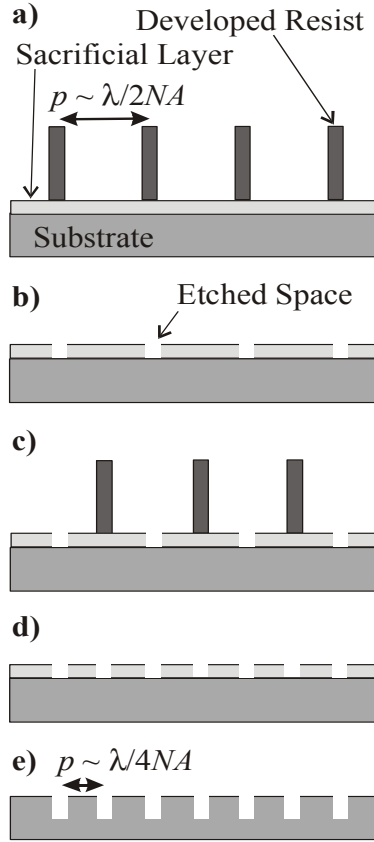 a)
Developed Resist
Sacrificial Layer
p ~ λ/2NA
Substrate
b)
Etched Space
c)
d)
e)
p ~ λ/4NA